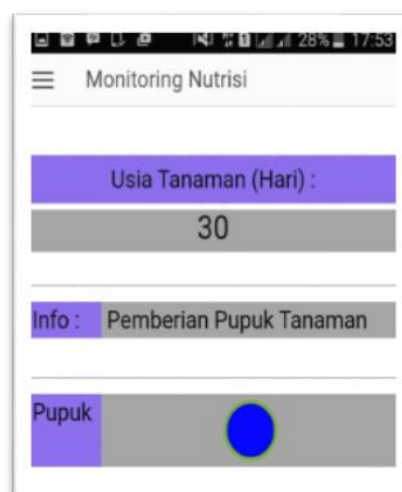 28% 17:53
Monitoring Nutrisi
Usia Tanaman (Hari) :
30
Info : Pemberian Pupuk Tanaman
Pupuk